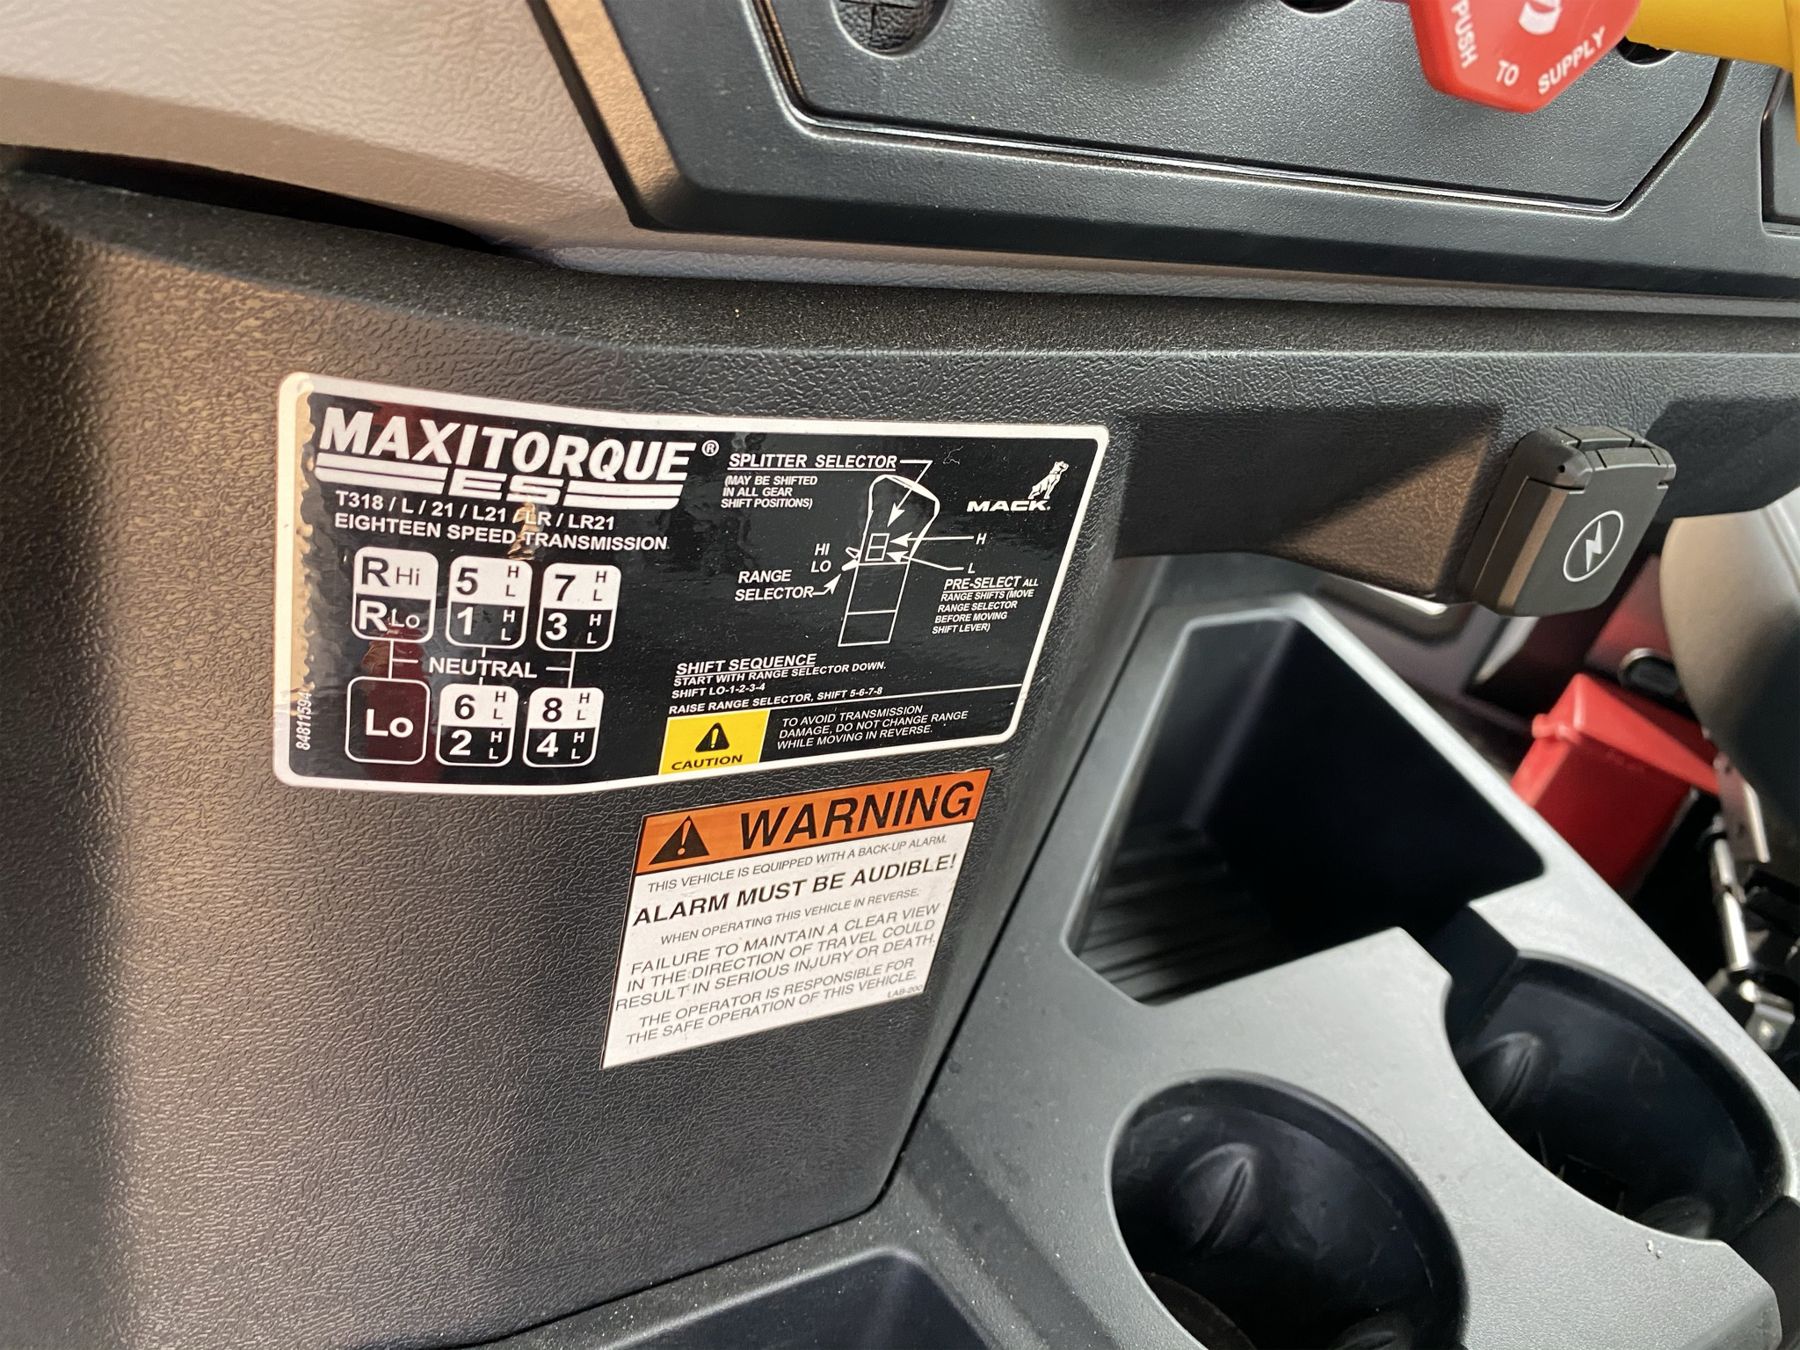 PUSH TO SUPPLY
MAXITORQUE®
ES
T318 / L / 21 / L21 / LR / LR21
EIGHTEEN SPEED TRANSMISSION
R Hi 5 H L 7 H L
R Lo 1 H L 3 H L
NEUTRAL
Lo 6 H L 8 H L
2 H L 4 H L
84811594
SPLITTER SELECTOR
(MAY BE SHIFTED
IN ALL GEAR
SHIFT POSITIONS)
MACK.
HI
LO
H
L
RANGE
SELECTOR
PRE-SELECT ALL
RANGE SHIFTS (MOVE
RANGE SELECTOR
BEFORE MOVING
SHIFT LEVER)
SHIFT SEQUENCE
START WITH RANGE SELECTOR DOWN.
SHIFT LO-1-2-3-4
RAISE RANGE SELECTOR, SHIFT 5-6-7-8
CAUTION
TO AVOID TRANSMISSION
DAMAGE, DO NOT CHANGE RANGE
WHILE MOVING IN REVERSE.
WARNING
THIS VEHICLE IS EQUIPPED WITH A BACK-UP ALARM.
ALARM MUST BE AUDIBLE!
WHEN OPERATING THIS VEHICLE IN REVERSE.
FAILURE TO MAINTAIN A CLEAR VIEW
IN THE DIRECTION OF TRAVEL COULD
RESULT IN SERIOUS INJURY OR DEATH.
THE OPERATOR IS RESPONSIBLE FOR
THE SAFE OPERATION OF THIS VEHICLE.
LAB-200